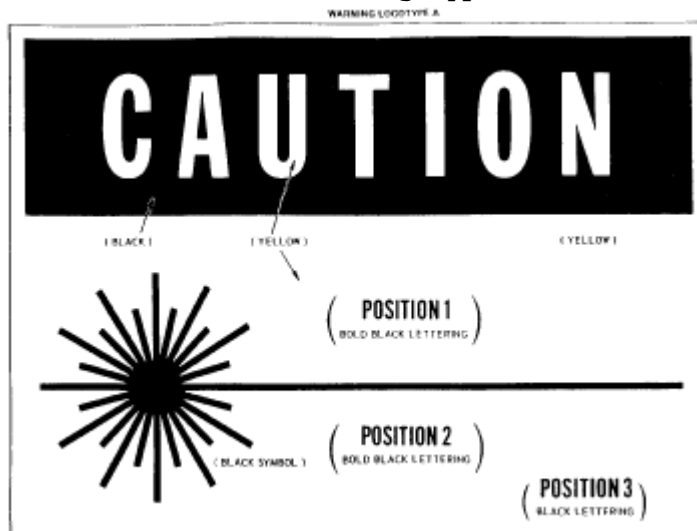 WARNING LOGOTYPE A
CAUTION
(BLACK) (YELLOW) (YELLOW)
(POSITION 1
BOLD BLACK LETTERING)
(BLACK SYMBOL)
(POSITION 2
BOLD BLACK LETTERING)
(POSITION 3
BLACK LETTERING)